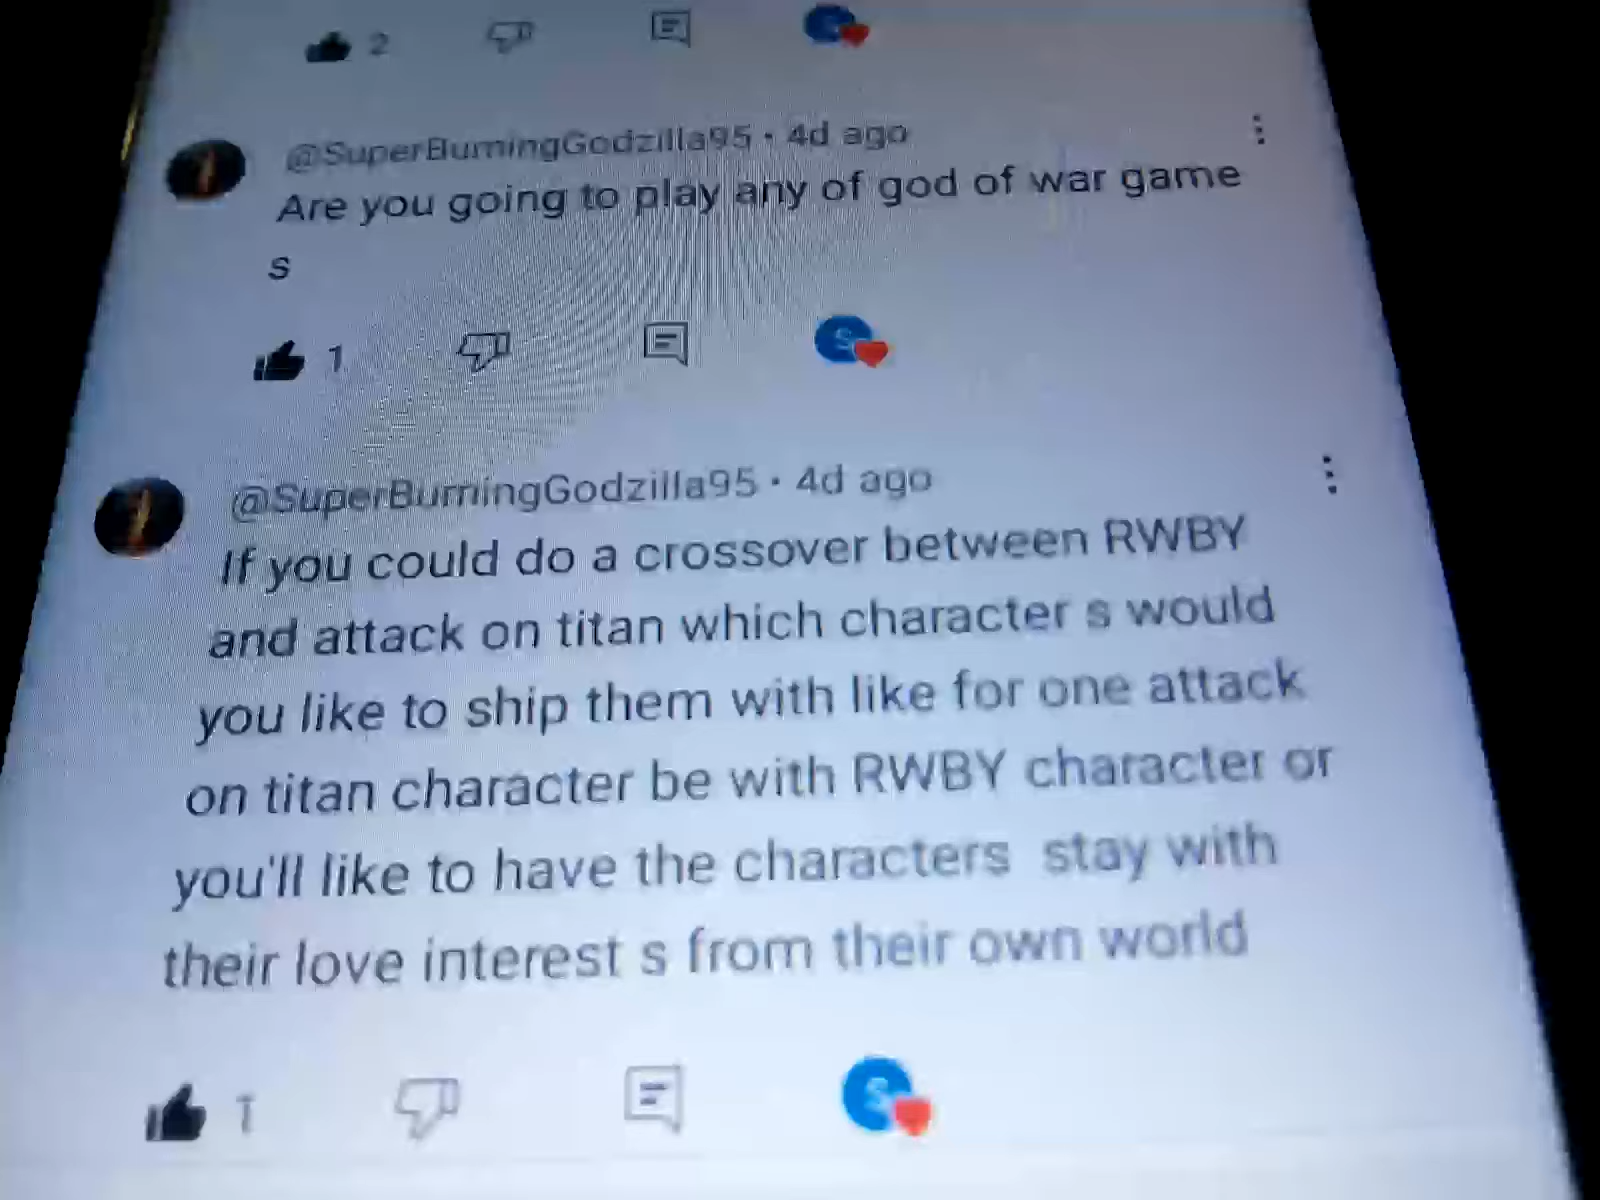 2
@SuperBurningGodzilla95 · 4d ago
Are you going to play any of god of war game
s
1
S
@SuperBurningGodzilla95 · 4d ago
If you could do a crossover between RWBY
and attack on titan which character s would
you like to ship them with like for one attack
on titan character be with RWBY character or
you'll like to have the characters stay with
their love interest s from their own world
1
S